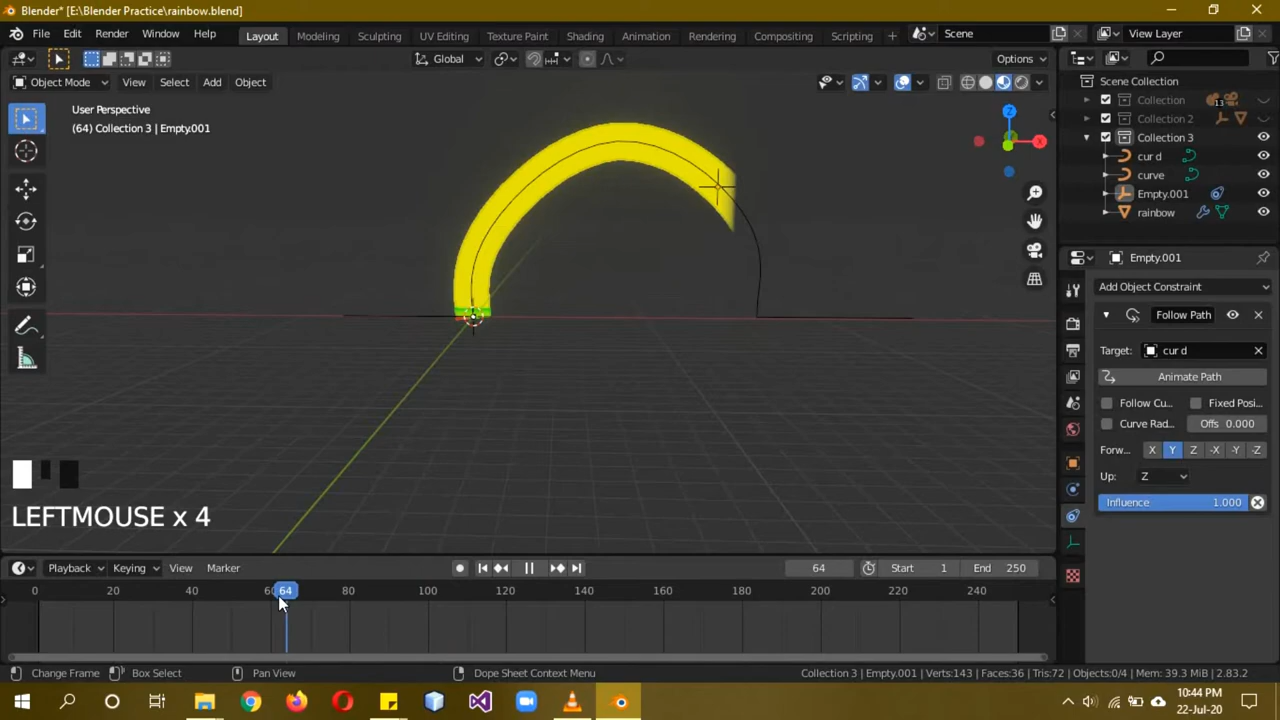 Blender* [E:\Blender Practice\rainbow.blend]
File Edit Render Window Help Layout Modeling Sculpting UV Editing Texture Paint Shading Animation Rendering Compositing Scripting + Scene View Layer
Global Options
Object Mode View Select Add Object
User Perspective
(64) Collection 3 | Empty.001
Z
X
Scene Collection
Collection 13
Collection 2
Collection 3
cur d
curve
Empty.001
rainbow
Empty.001
Add Object Constraint
Follow Path
Target: cur d
Animate Path
Follow Cu... Fixed Posi...
Curve Rad... Offs 0.000
Forw... X Y Z -X -Y -Z
Up: Z
Influence 1.000
LEFTMOUSE x 4
Playback Keying View Marker 64 Start 1 End 250
0 20 40 60 64 80 100 120 140 160 180 200 220 240
Change Frame Box Select Pan View Dope Sheet Context Menu Collection 3 | Empty.001 | Verts:143 | Faces:36 | Tris:72 | Objects:0/4 | Mem: 39.3 MiB | 2.83.2
10:44 PM
22-Jul-20